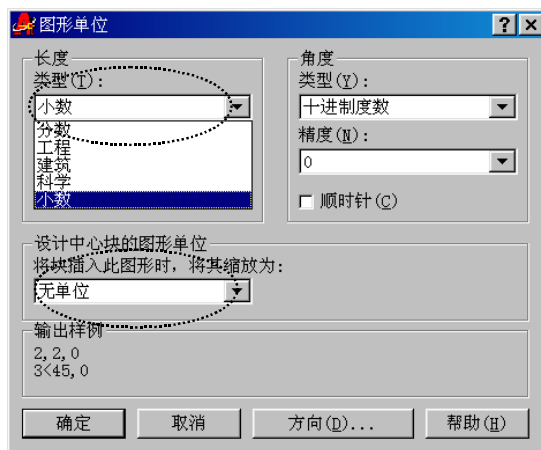 图形单位
长度
类型(T):
小数
分数
工程
建筑
科学
小数
角度
类型(Y):
十进制度数
精度(N):
0
顺时针(C)
设计中心块的图形单位
将块插入此图形时，将其缩放为:
无单位
输出样例
2,2,0
3<45,0
确定 取消 方向(D)... 帮助(H)